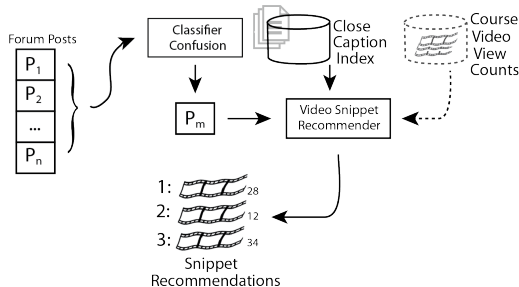 Forum Posts
P1
P2
...
Pn
Classifier
Confusion
Pm
Close
Caption
Index
Course
Video
View
Counts
Video Snippet
Recommender
1: 28
2: 12
3: 34
Snippet
Recommendations